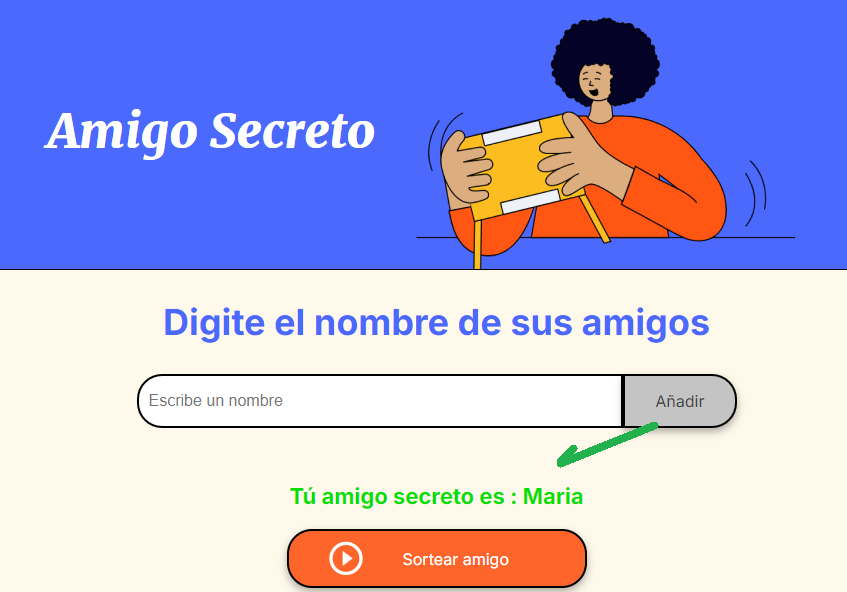 Amigo Secreto
Digite el nombre de sus amigos
Escribe un nombre
Añadir
Tú amigo secreto es : Maria
Sortear amigo